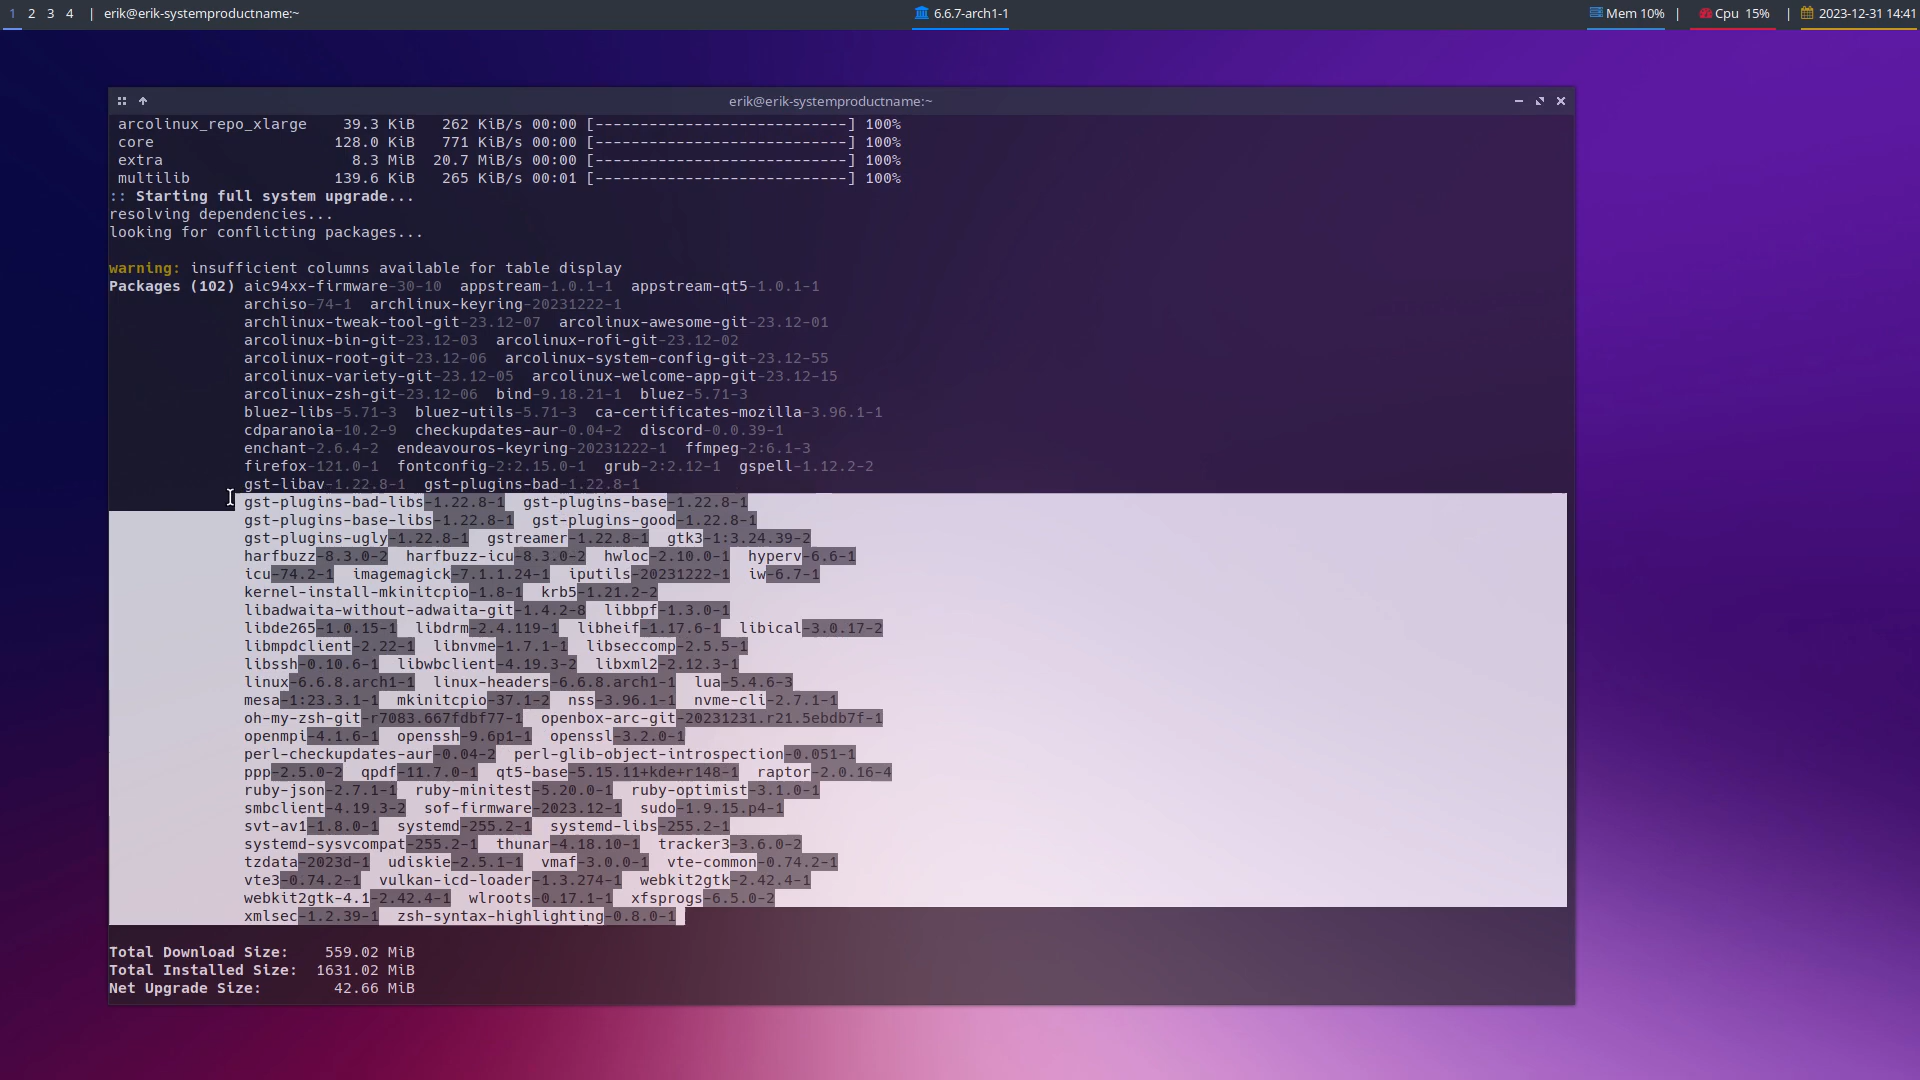 1 2 3 4 | erik@erik-systemproductname:~ 6.6.7-arch1-1 Mem 10% | Cpu 15% | 2023-12-31 14:41
erik@erik-systemproductname:~
arcolinux_repo_xlarge 39.3 KiB 262 KiB/s 00:00 [----------------------------] 100%
core 128.0 KiB 771 KiB/s 00:00 [----------------------------] 100%
extra 8.3 MiB 20.7 MiB/s 00:00 [----------------------------] 100%
multilib 139.6 KiB 265 KiB/s 00:01 [----------------------------] 100%
:: Starting full system upgrade...
resolving dependencies...
looking for conflicting packages...
warning: insufficient columns available for table display
Packages (102) aic94xx-firmware-30-10 appstream-1.0.1-1 appstream-qt5-1.0.1-1
archiso-74-1 archlinux-keyring-20231222-1
archlinux-tweak-tool-git-23.12-07 arcolinux-awesome-git-23.12-01
arcolinux-bin-git-23.12-03 arcolinux-rofi-git-23.12-02
arcolinux-root-git-23.12-06 arcolinux-system-config-git-23.12-55
arcolinux-variety-git-23.12-05 arcolinux-welcome-app-git-23.12-15
arcolinux-zsh-git-23.12-06 bind-9.18.21-1 bluez-5.71-3
bluez-libs-5.71-3 bluez-utils-5.71-3 ca-certificates-mozilla-3.96.1-1
cdparanoia-10.2-9 checkupdates-aur-0.04-2 discord-0.0.39-1
enchant-2.6.4-2 endeavouros-keyring-20231222-1 ffmpeg-2:6.1-3
firefox-121.0-1 fontconfig-2:2.15.0-1 grub-2:2.12-1 gspell-1.12.2-2
gst-libav-1.22.8-1 gst-plugins-bad-1.22.8-1
gst-plugins-bad-libs-1.22.8-1 gst-plugins-base-1.22.8-1
gst-plugins-base-libs-1.22.8-1 gst-plugins-good-1.22.8-1
gst-plugins-ugly-1.22.8-1 gstreamer-1.22.8-1 gtk3-1:3.24.39-2
harfbuzz-8.3.0-2 harfbuzz-icu-8.3.0-2 hwloc-2.10.0-1 hyperv-6.6-1
icu-74.2-1 imagemagick-7.1.1.24-1 iputils-20231222-1 iw-6.7-1
kernel-install-mkinitcpio-1.8-1 krb5-1.21.2-2
libadwaita-without-adwaita-git-1.4.2-8 libbpf-1.3.0-1
libde265-1.0.15-1 libdrm-2.4.119-1 libheif-1.17.6-1 libical-3.0.17-2
libmpdclient-2.22-1 libnvme-1.7.1-1 libseccomp-2.5.5-1
libssh-0.10.6-1 libwbclient-4.19.3-2 libxml2-2.12.3-1
linux-6.6.8.arch1-1 linux-headers-6.6.8.arch1-1 lua-5.4.6-3
mesa-1:23.3.1-1 mkinitcpio-37.1-2 nss-3.96.1-1 nvme-cli-2.7.1-1
oh-my-zsh-git-r7083.667fdbf77-1 openbox-arc-git-20231231.r21.5ebdb7f-1
openmpi-4.1.6-1 openssh-9.6p1-1 openssl-3.2.0-1
perl-checkupdates-aur-0.04-2 perl-glib-object-introspection-0.051-1
ppp-2.5.0-2 qpdf-11.7.0-1 qt5-base-5.15.11+kde+r148-1 raptor-2.0.16-4
ruby-json-2.7.1-1 ruby-minitest-5.20.0-1 ruby-optimist-3.1.0-1
smbclient-4.19.3-2 sof-firmware-2023.12-1 sudo-1.9.15.p4-1
svt-av1-1.8.0-1 systemd-255.2-1 systemd-libs-255.2-1
systemd-sysvcompat-255.2-1 thunar-4.18.10-1 tracker3-3.6.0-2
tzdata-2023d-1 udiskie-2.5.1-1 vmaf-3.0.0-1 vte-common-0.74.2-1
vte3-0.74.2-1 vulkan-icd-loader-1.3.274-1 webkit2gtk-2.42.4-1
webkit2gtk-4.1-2.42.4-1 wlroots-0.17.1-1 xfsprogs-6.5.0-2
xmlsec-1.2.39-1 zsh-syntax-highlighting-0.8.0-1
Total Download Size: 559.02 MiB
Total Installed Size: 1631.02 MiB
Net Upgrade Size: 42.66 MiB